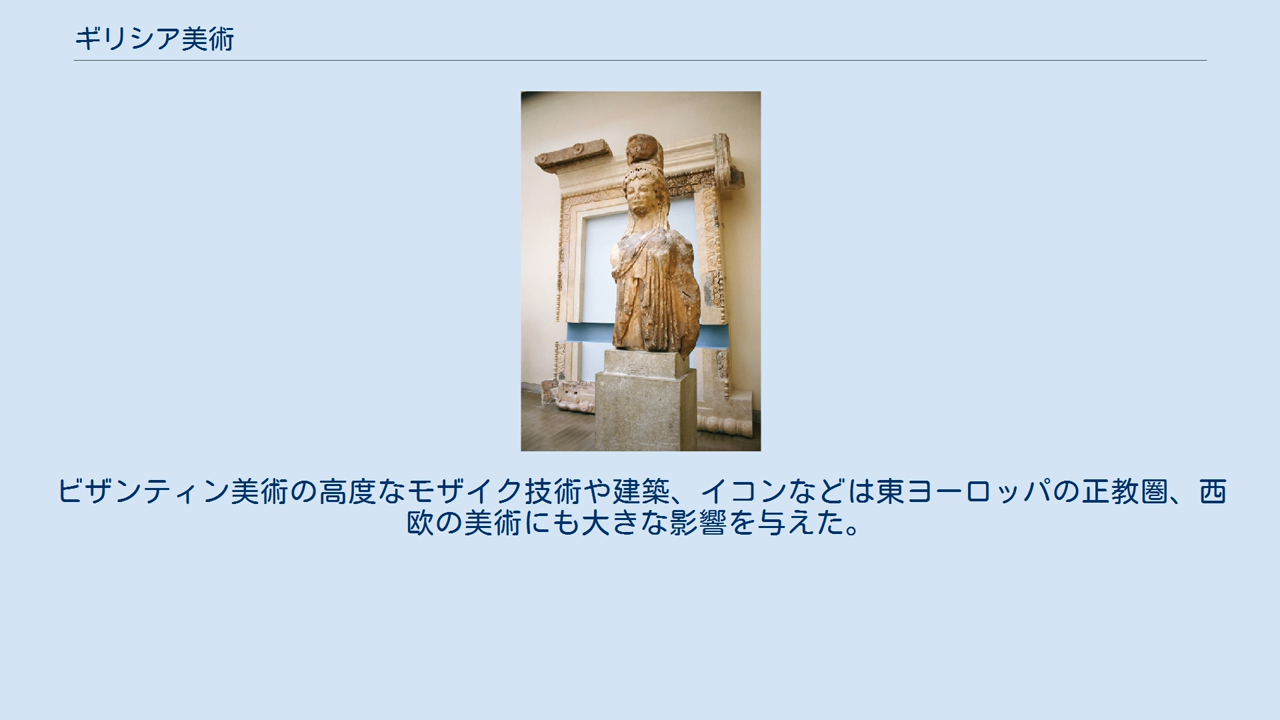 ギリシア美術
ビザンティン美術の高度なモザイク技術や建築、イコンなどは東ヨーロッパの正教圏、西
欧の美術にも大きな影響を与えた。